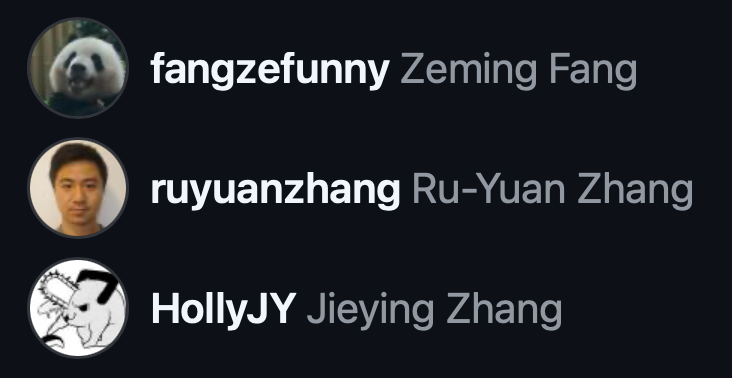 fangzefunny Zeming Fang
ruyuanzhang Ru-Yuan Zhang
HollyJY Jieying Zhang